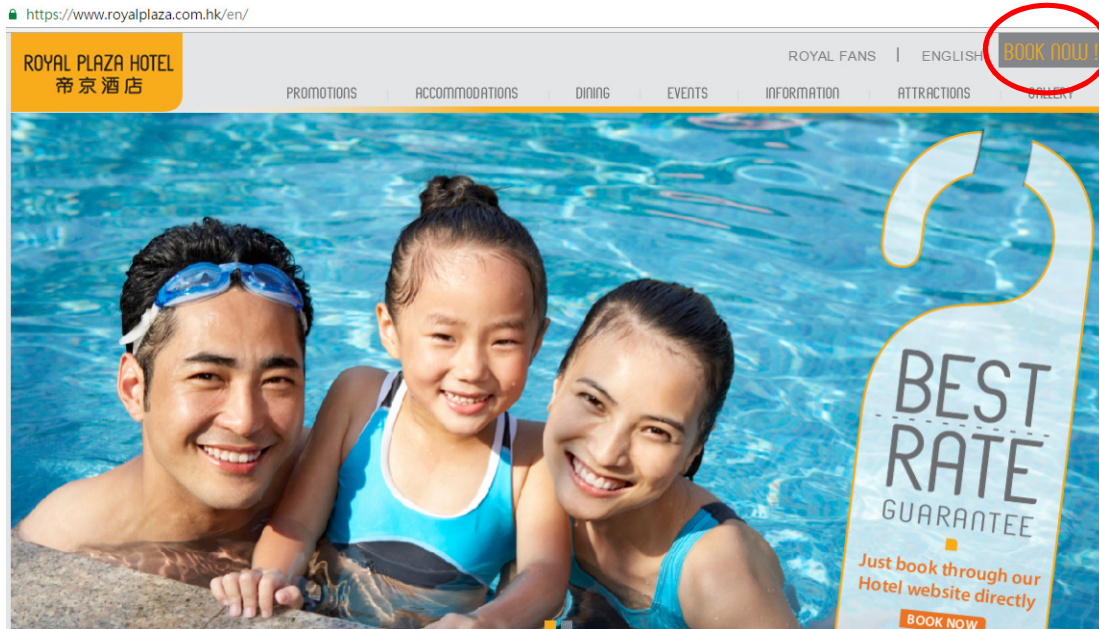 https://www.royalplaza.com.hk/en/
ROYAL PLAZA HOTEL
帝京酒店
ROYAL FANS | ENGLISH
BOOK NOW !
PROMOTIONS
ACCOMMODATIONS
DINING
EVENTS
INFORMATION
ATTRACTIONS
GALLERY
BEST
RATE
GUARANTEE
Just book through our
Hotel website directly
BOOK NOW